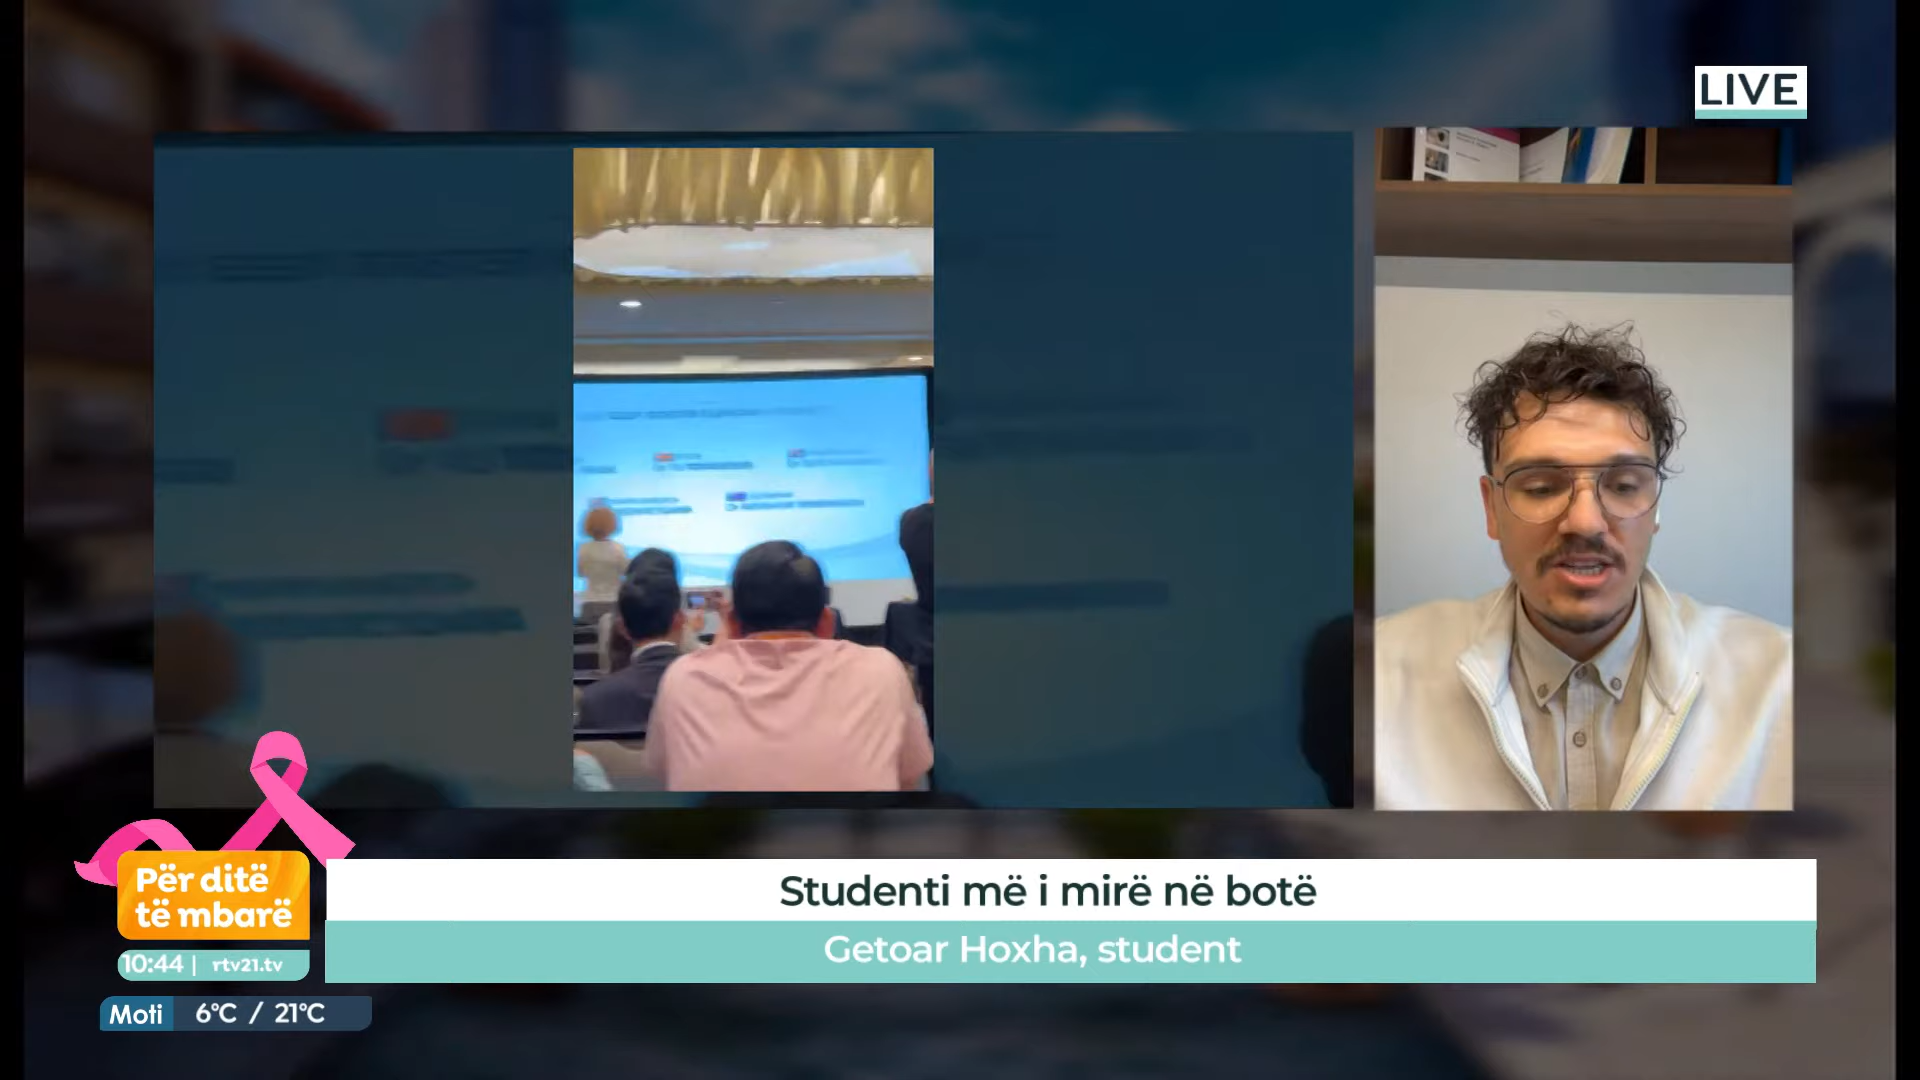 LIVE
Studenti më i mirë në botë
Getoar Hoxha, student
Për ditë
të mbarë
10:44 | rtv21.tv
Moti 6°C / 21°C